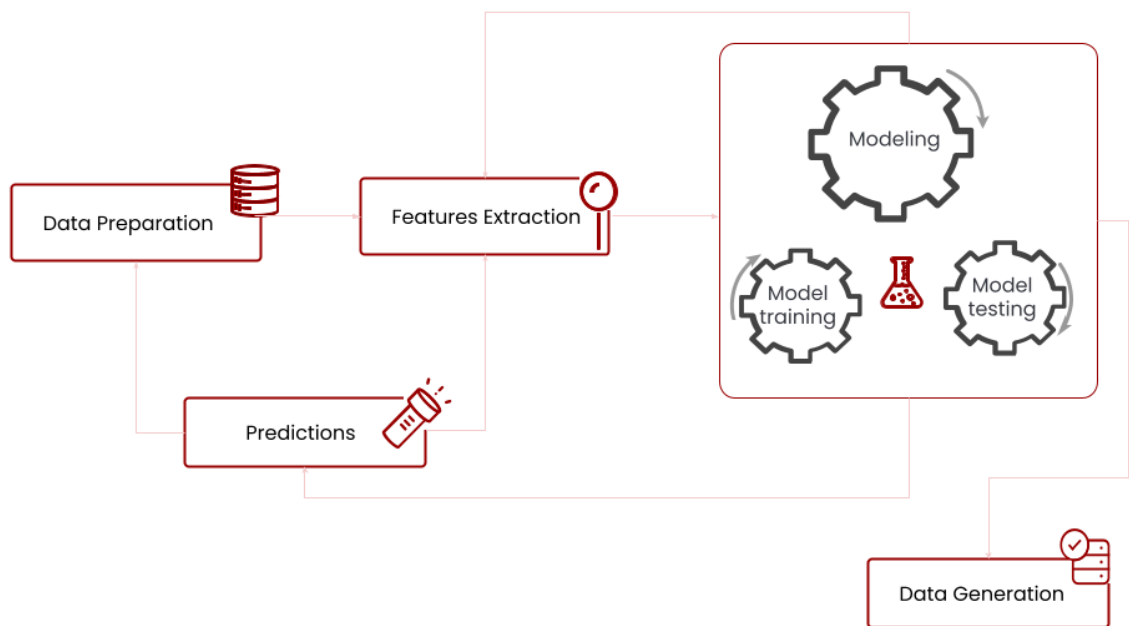 Modeling
Data Preparation
Features Extraction
Model
training
Model
testing
Predictions
Data Generation